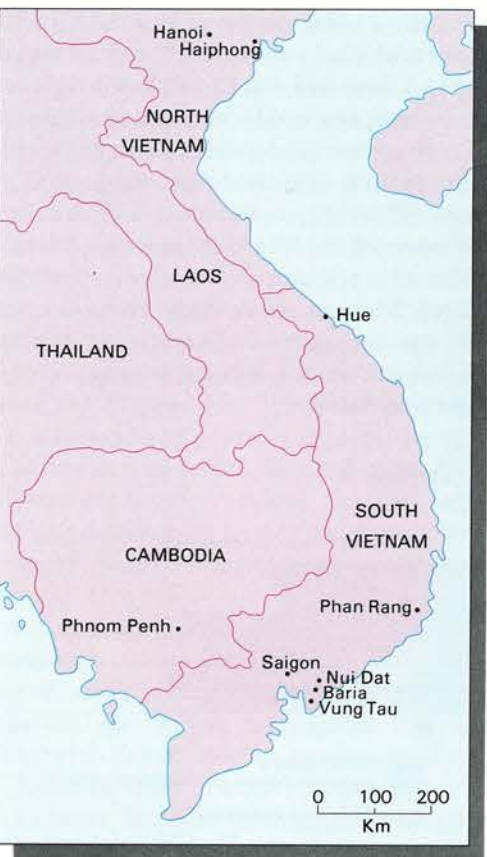 Hanoi
Haiphong
NORTH
VIETNAM
LAOS
Hue
THAILAND
SOUTH
VIETNAM
CAMBODIA
Phan Rang
Phnom Penh
Saigon
Nui Dat
Baria
Vung Tau
0 100 200
Km